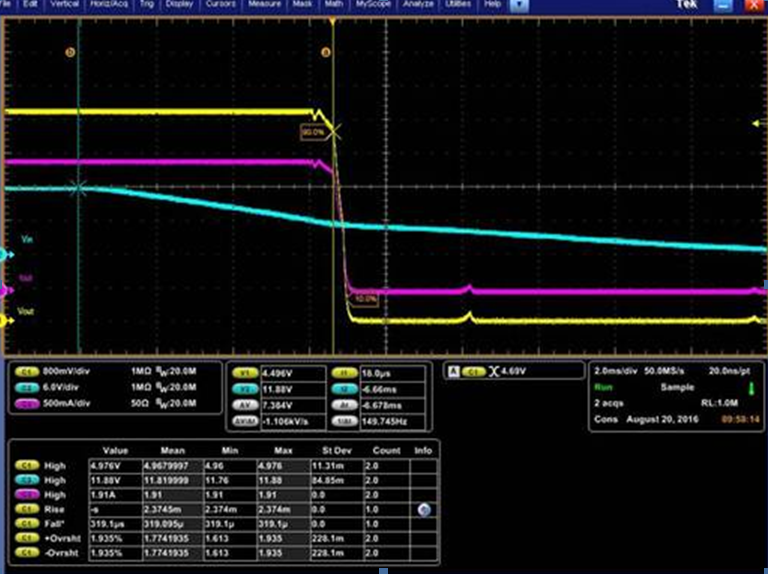 File Edit Vertical Horiz/Acq Trig Display Cursors Measure Mask Math MyScope Analyze Utilities Help Tek
b a
90.0%
Vin
Iout
10.0%
Vout
C1 800mV/div 1MΩ BW:20.0M
C2 6.0V/div 1MΩ BW:20.0M
C3 500mA/div 50Ω BW:20.0M
V1 4.496V t1 18.0µs
V2 11.88V t2 -6.66ms
ΔV 7.384V Δt -6.678ms
ΔV/Δt -1.106kV/s 1/Δt 149.745Hz
A C1 4.69V
2.0ms/div 50.0MS/s 20.0ns/pt
Run Sample
2 acqs RL:1.0M
Cons August 20, 2016 09:58:14
Value Mean Min Max St Dev Count Info
C1 High 4.976V 4.9679997 4.96 4.976 11.31m 2.0
C2 High 11.88V 11.819999 11.76 11.88 84.85m 2.0
C3 High 1.91A 1.91 1.91 1.91 0.0 2.0
C1 Rise -s 2.3745m 2.374m 2.374m 0.0 1.0
C1 Fall* 319.1µs 319.095µ 319.1µ 319.1µ 0.0 1.0
C1 +Ovrsht 1.935% 1.7741935 1.613 1.935 228.1m 2.0
C1 -Ovrsht 1.935% 1.7741935 1.613 1.935 228.1m 2.0